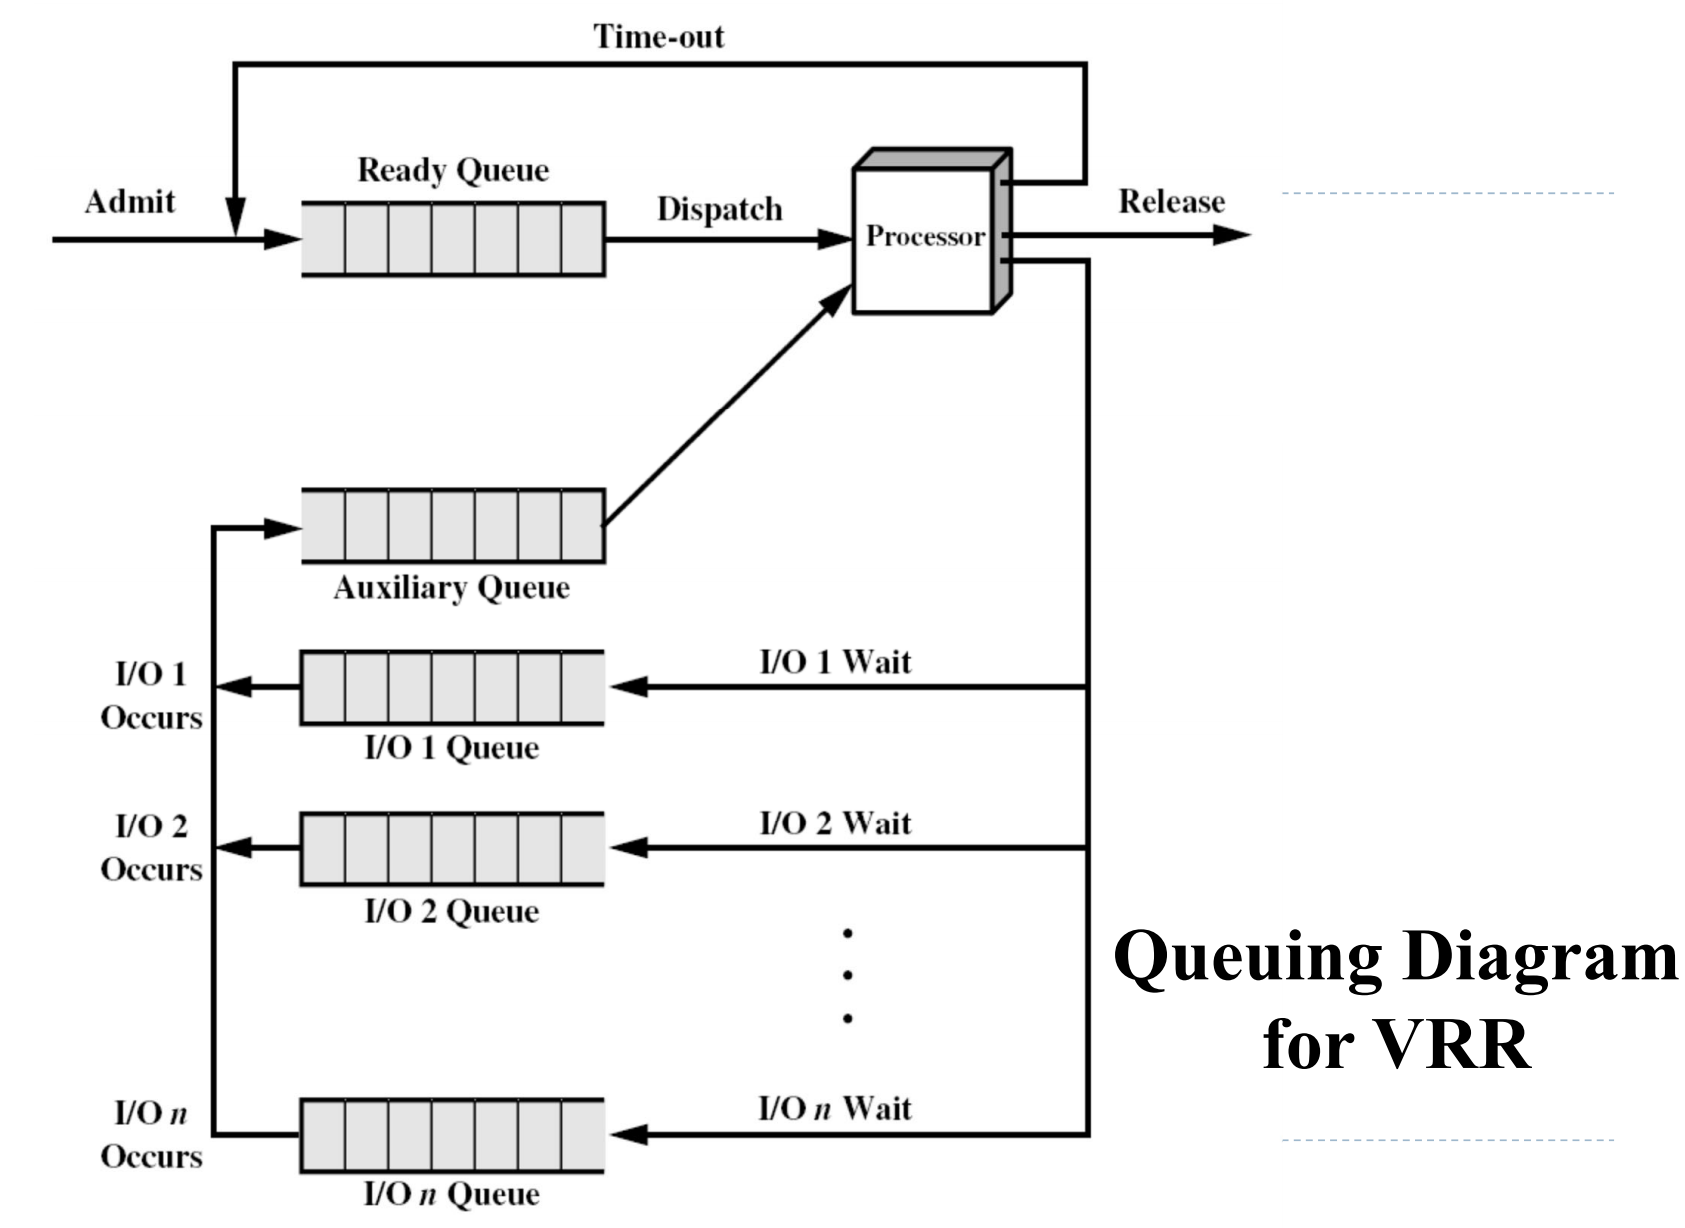 Time-out
Ready Queue
Admit
Dispatch
Release
Processor
Auxiliary Queue
I/O 1
Occurs
I/O 1 Wait
I/O 1 Queue
I/O 2
Occurs
I/O 2 Wait
I/O 2 Queue
Queuing Diagram
for VRR
I/O n
Occurs
I/O n Wait
I/O n Queue